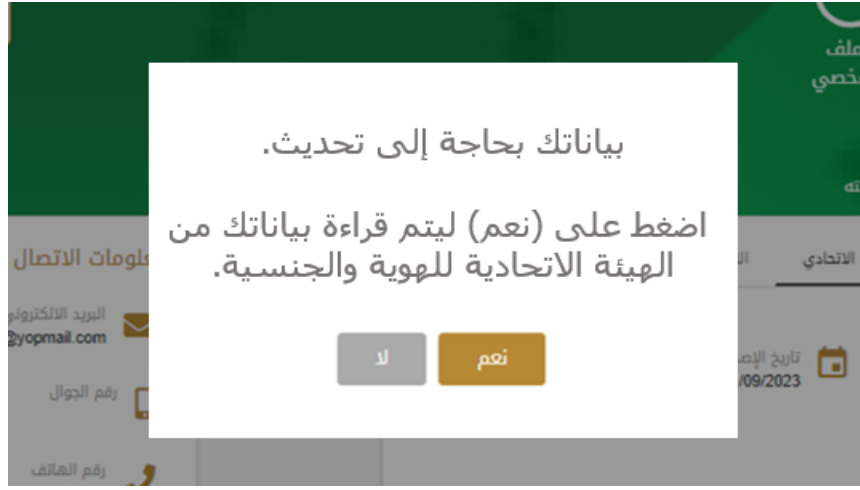 بياناتك بحاجة إلى تحديث.
اضغط على (نعم) ليتم قراءة بياناتك من
الهيئة الاتحادية للهوية والجنسية.
نعم
لا
الاتحادي
تاريخ
/09/2023
الاتصال
البريد الالكتروني
@yopmail.com
رقم الجوال
رقم الهاتف